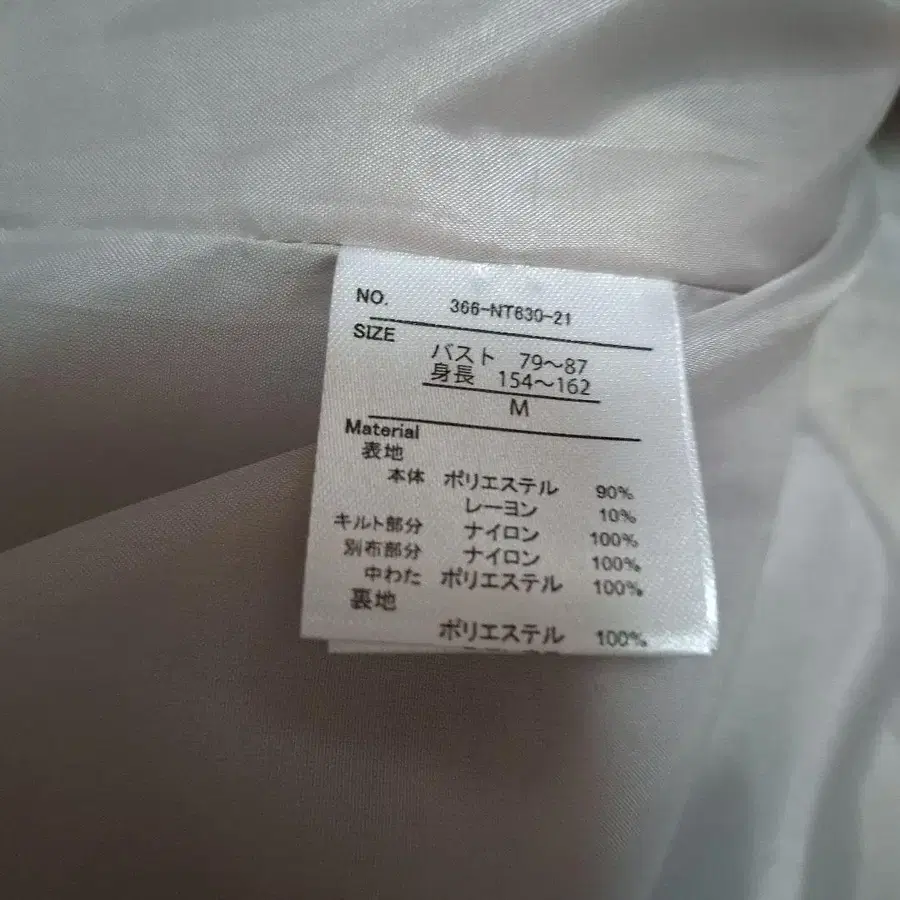 NO. 366-NT630-21
SIZE
バスト 79～87
身長 154～162
M
Material
表地
本体 ポリエステル 90%
レーヨン 10%
キルト部分 ナイロン 100%
別布部分 ナイロン 100%
中わた ポリエステル 100%
裏地
ポリエステル 100%